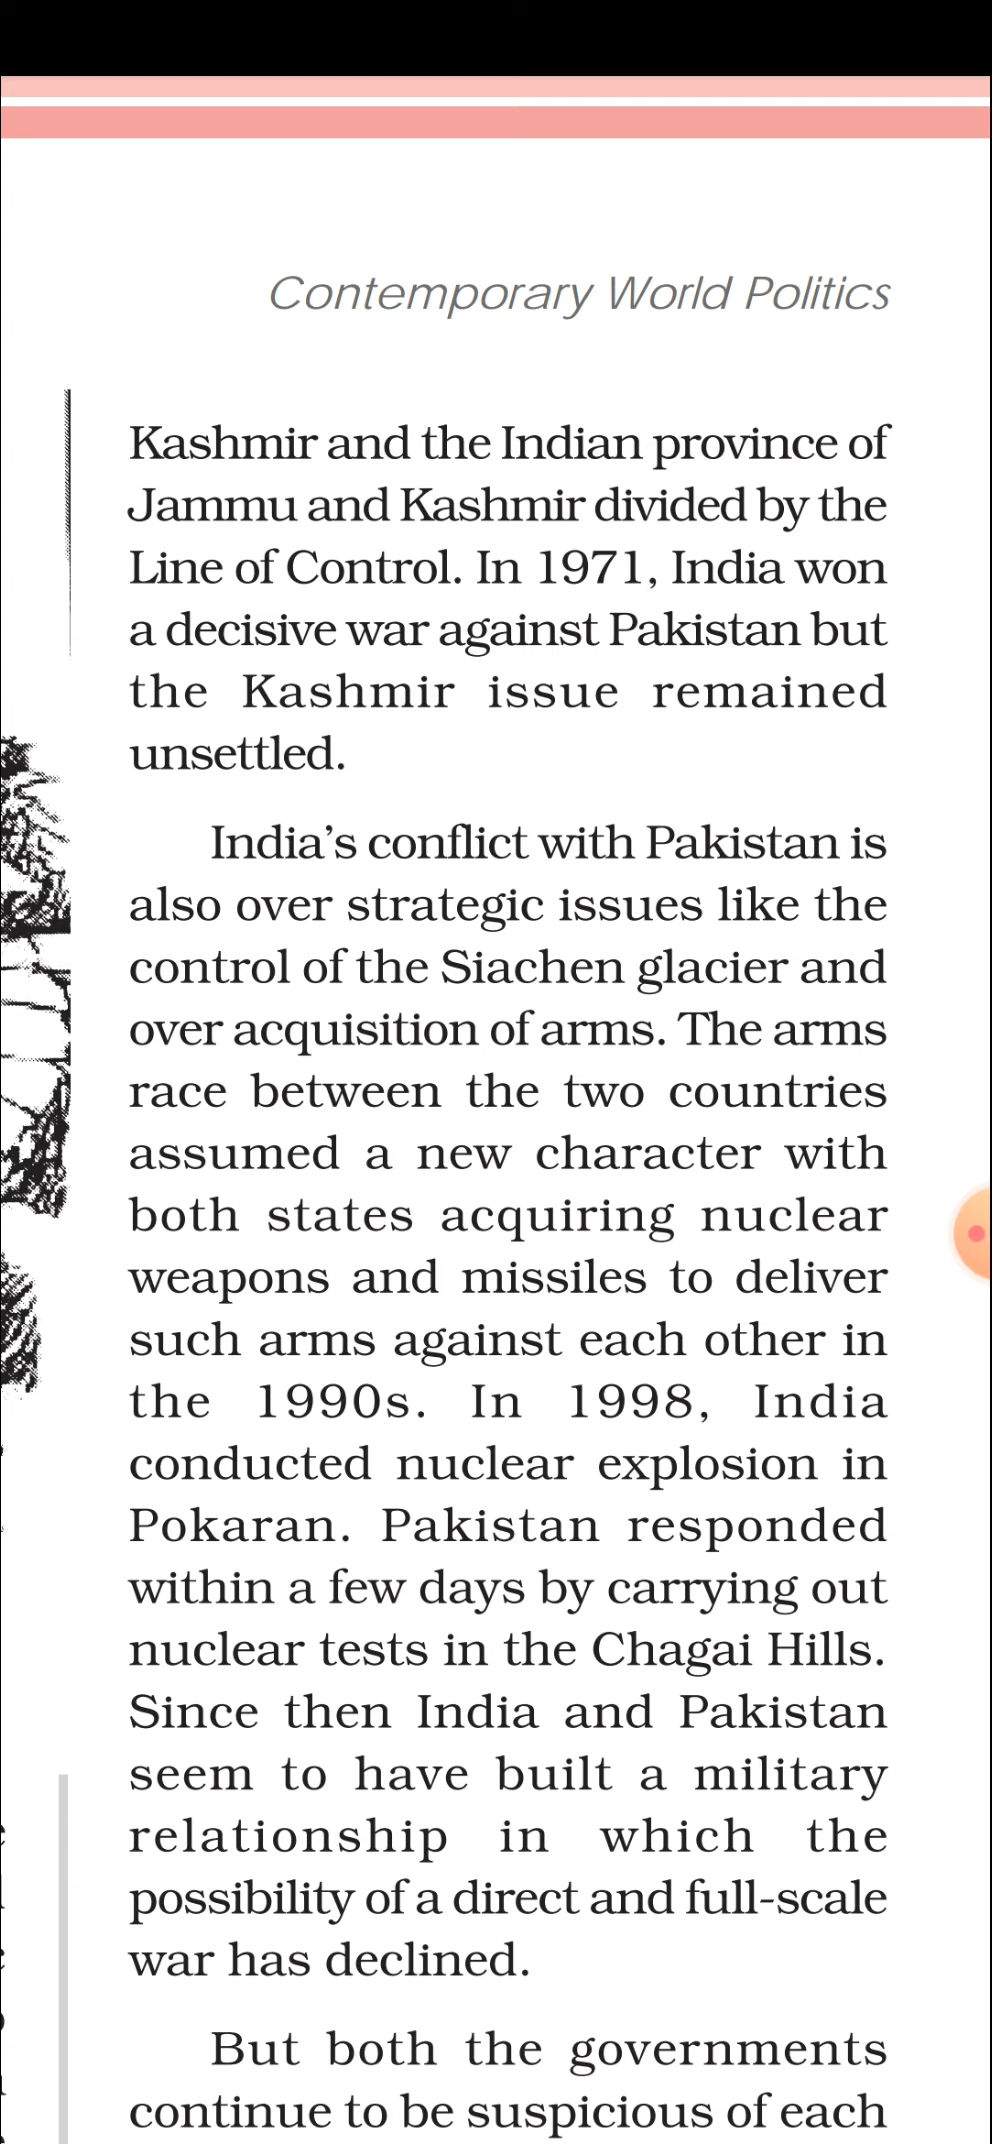 Contemporary World Politics
Kashmir and the Indian province of
Jammu and Kashmir divided by the
Line of Control. In 1971, India won
a decisive war against Pakistan but
the Kashmir issue remained
unsettled.
India’s conflict with Pakistan is
also over strategic issues like the
control of the Siachen glacier and
over acquisition of arms. The arms
race between the two countries
assumed a new character with
both states acquiring nuclear
weapons and missiles to deliver
such arms against each other in
the 1990s. In 1998, India
conducted nuclear explosion in
Pokaran. Pakistan responded
within a few days by carrying out
nuclear tests in the Chagai Hills.
Since then India and Pakistan
seem to have built a military
relationship in which the
possibility of a direct and full-scale
war has declined.
But both the governments
continue to be suspicious of each